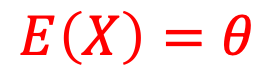 E(X) = θ